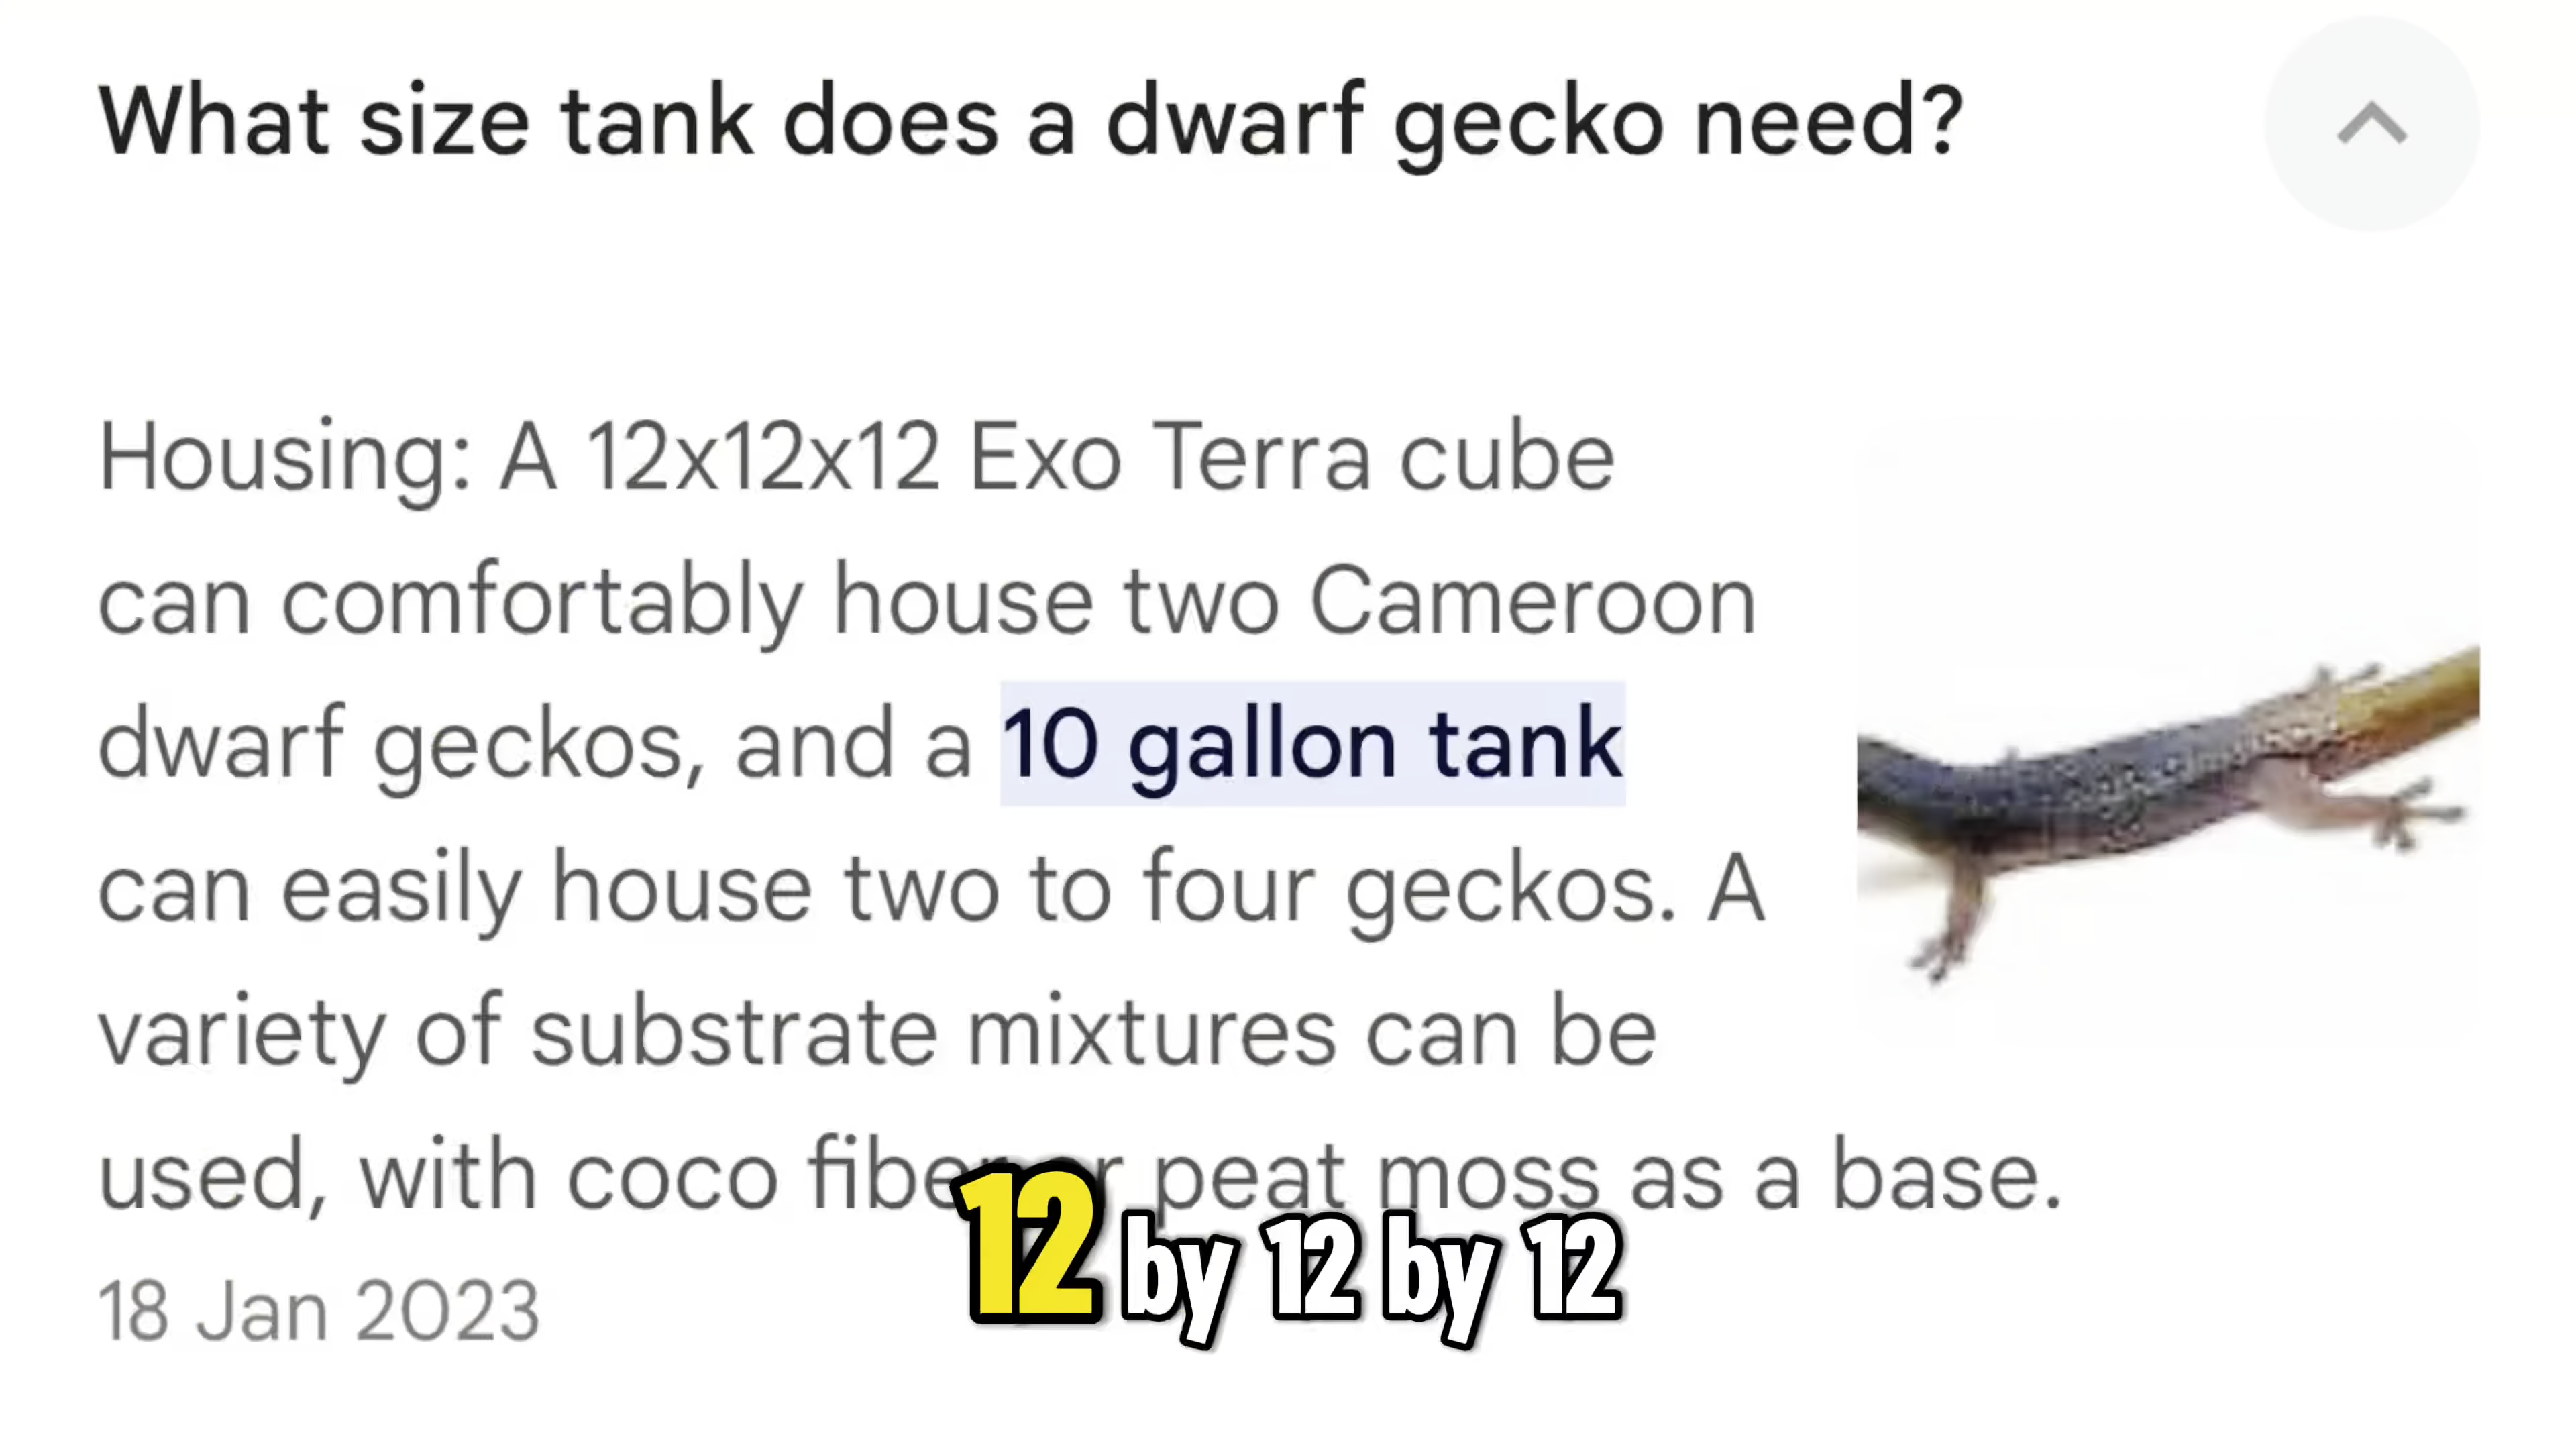 What size tank does a dwarf gecko need?
Housing: A 12x12x12 Exo Terra cube
can comfortably house two Cameroon
dwarf geckos, and a 10 gallon tank
can easily house two to four geckos. A
variety of substrate mixtures can be
used, with coco fiber or peat moss as a base.
12 by 12 by 12
18 Jan 2023